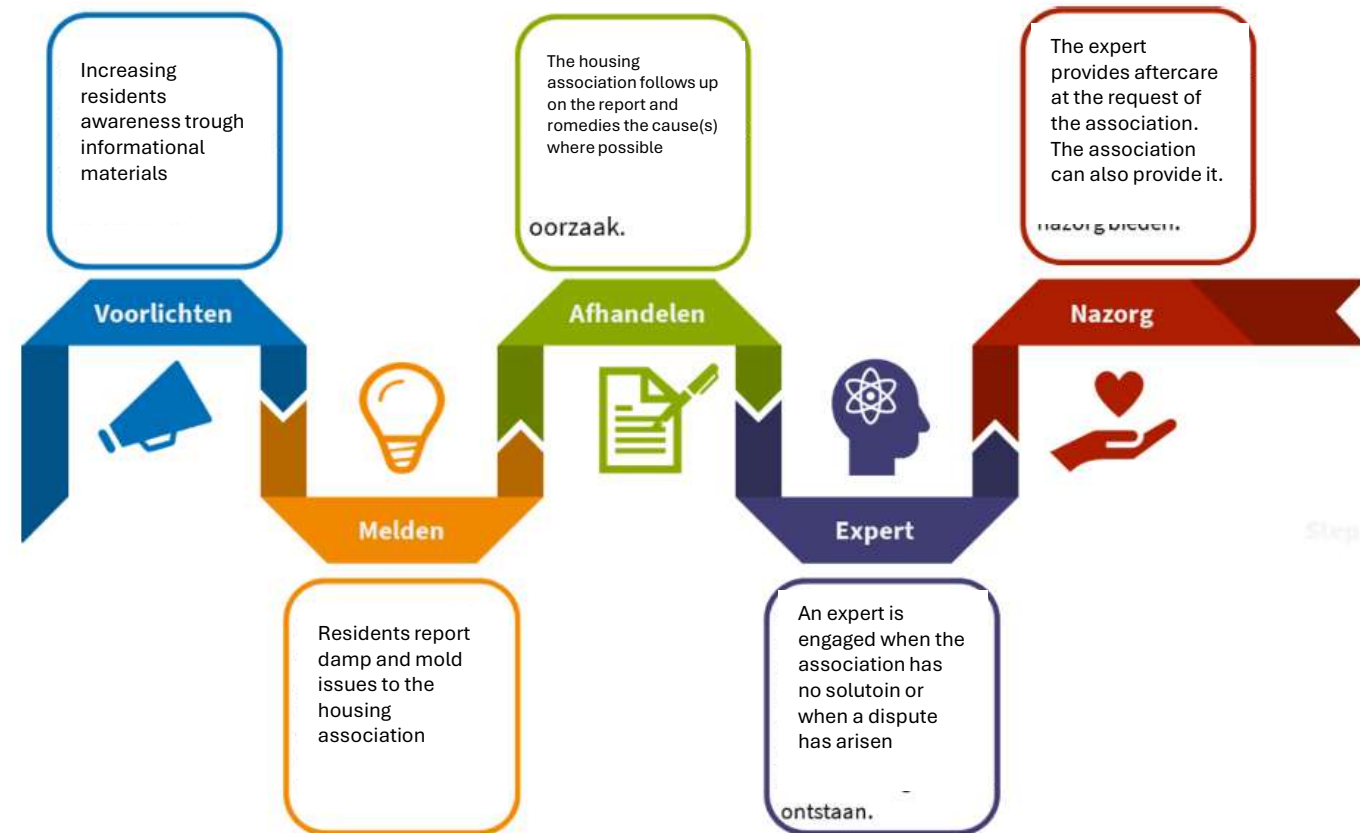 Increasing
residents
awareness trough
informational
materials
Voorlichten
Residents report
damp and mold
issues to the
housing
association
Melden
The housing
association follows up
on the report and
romedies the cause(s)
where possible
oorzaak.
Afhandelen
An expert is
engaged when the
association has
no solutoin or
when a dispute
has arisen
ontstaan.
Expert
The expert
provides aftercare
at the request of
the association.
The association
can also provide it.
nazorg bieden.
Nazorg
Step